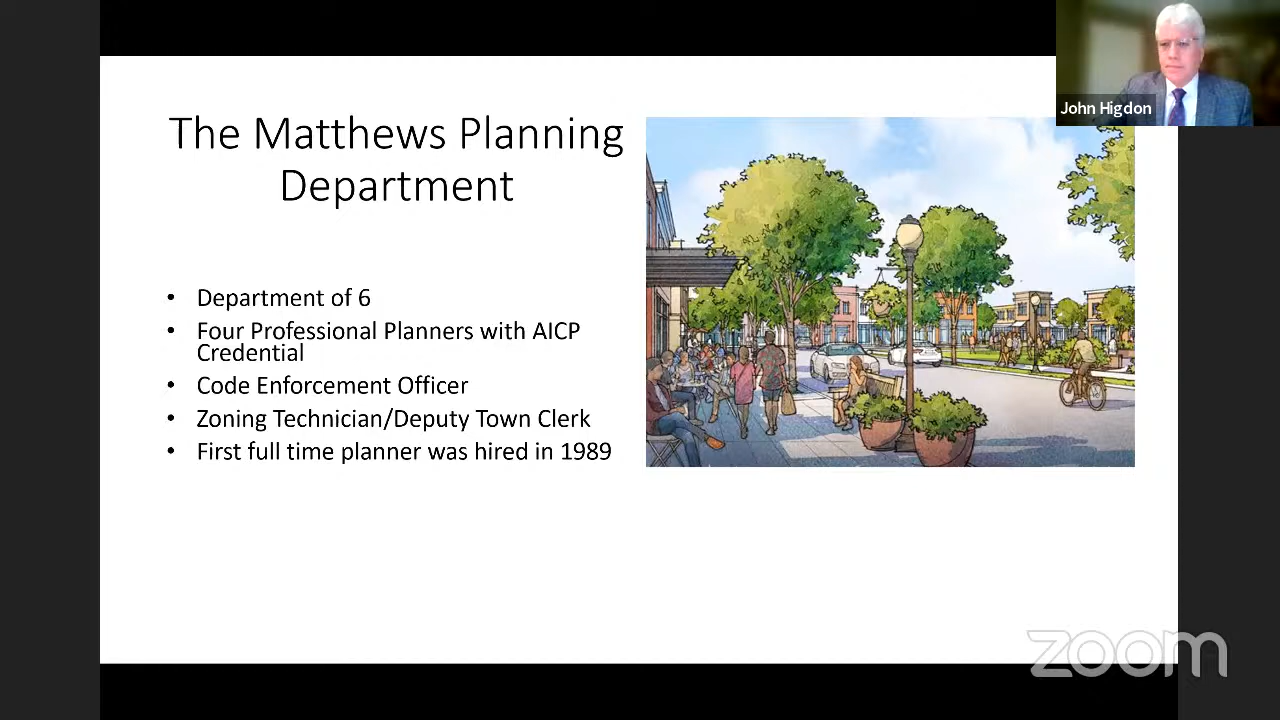 John Higdon
The Matthews Planning
Department
• Department of 6
• Four Professional Planners with AICP
Credential
• Code Enforcement Officer
• Zoning Technician/Deputy Town Clerk
• First full time planner was hired in 1989
zoom